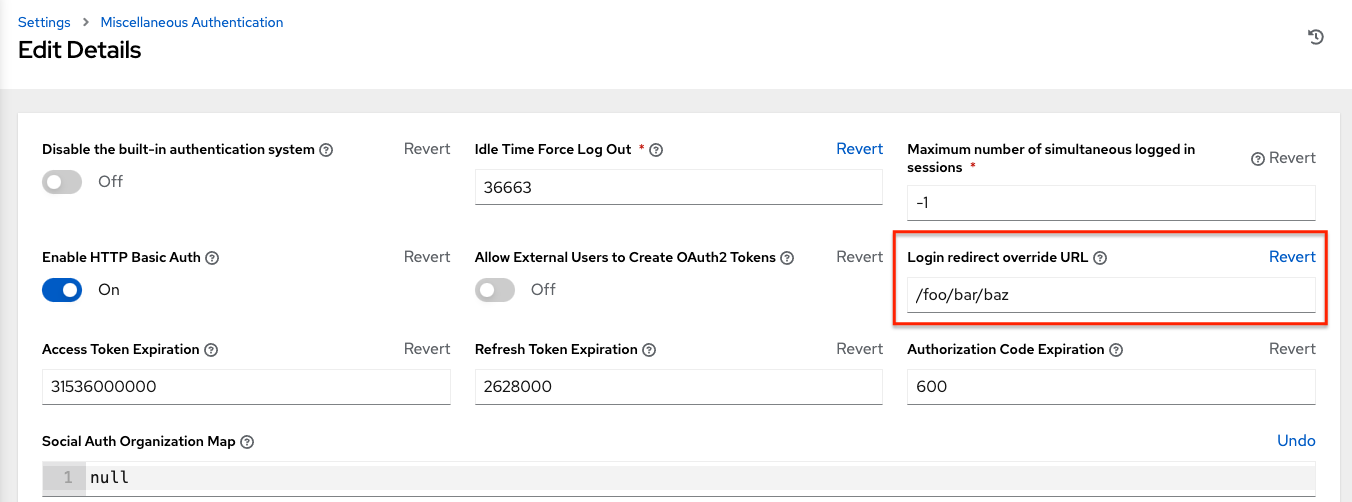 Settings > Miscellaneous Authentication
Edit Details
Disable the built-in authentication system Revert
Off
Idle Time Force Log Out * Revert
36663
Maximum number of simultaneous logged in
sessions * Revert
-1
Enable HTTP Basic Auth Revert
On
Allow External Users to Create OAuth2 Tokens Revert
Off
Login redirect override URL Revert
/foo/bar/baz
Access Token Expiration Revert
31536000000
Refresh Token Expiration Revert
2628000
Authorization Code Expiration Revert
600
Social Auth Organization Map Undo
1 null